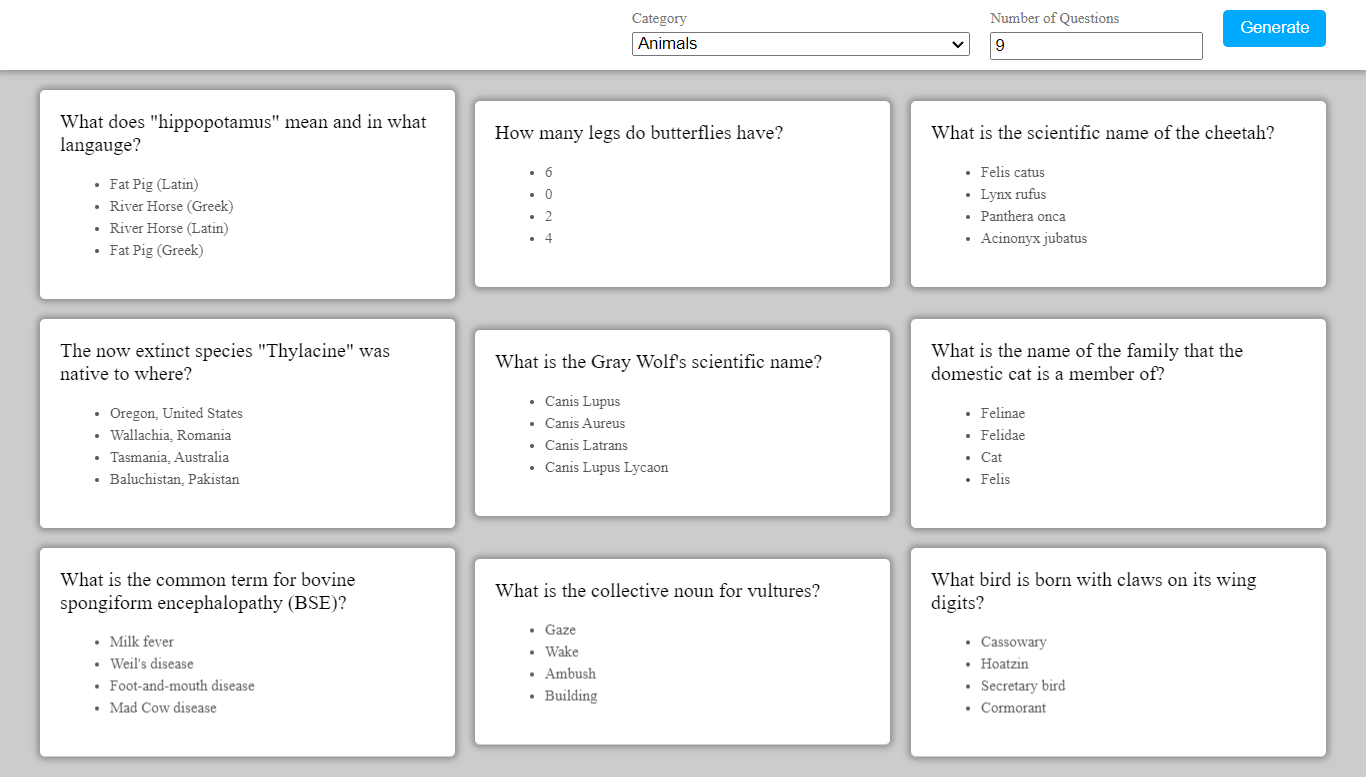 Category
Animals
Number of Questions
9
Generate
What does "hippopotamus" mean and in what
langauge?
Fat Pig (Latin)
River Horse (Greek)
River Horse (Latin)
Fat Pig (Greek)
How many legs do butterflies have?
6
0
2
4
What is the scientific name of the cheetah?
Felis catus
Lynx rufus
Panthera onca
Acinonyx jubatus
The now extinct species "Thylacine" was
native to where?
Oregon, United States
Wallachia, Romania
Tasmania, Australia
Baluchistan, Pakistan
What is the Gray Wolf's scientific name?
Canis Lupus
Canis Aureus
Canis Latrans
Canis Lupus Lycaon
What is the name of the family that the
domestic cat is a member of?
Felinae
Felidae
Cat
Felis
What is the common term for bovine
spongiform encephalopathy (BSE)?
Milk fever
Weil's disease
Foot-and-mouth disease
Mad Cow disease
What is the collective noun for vultures?
Gaze
Wake
Ambush
Building
What bird is born with claws on its wing
digits?
Cassowary
Hoatzin
Secretary bird
Cormorant